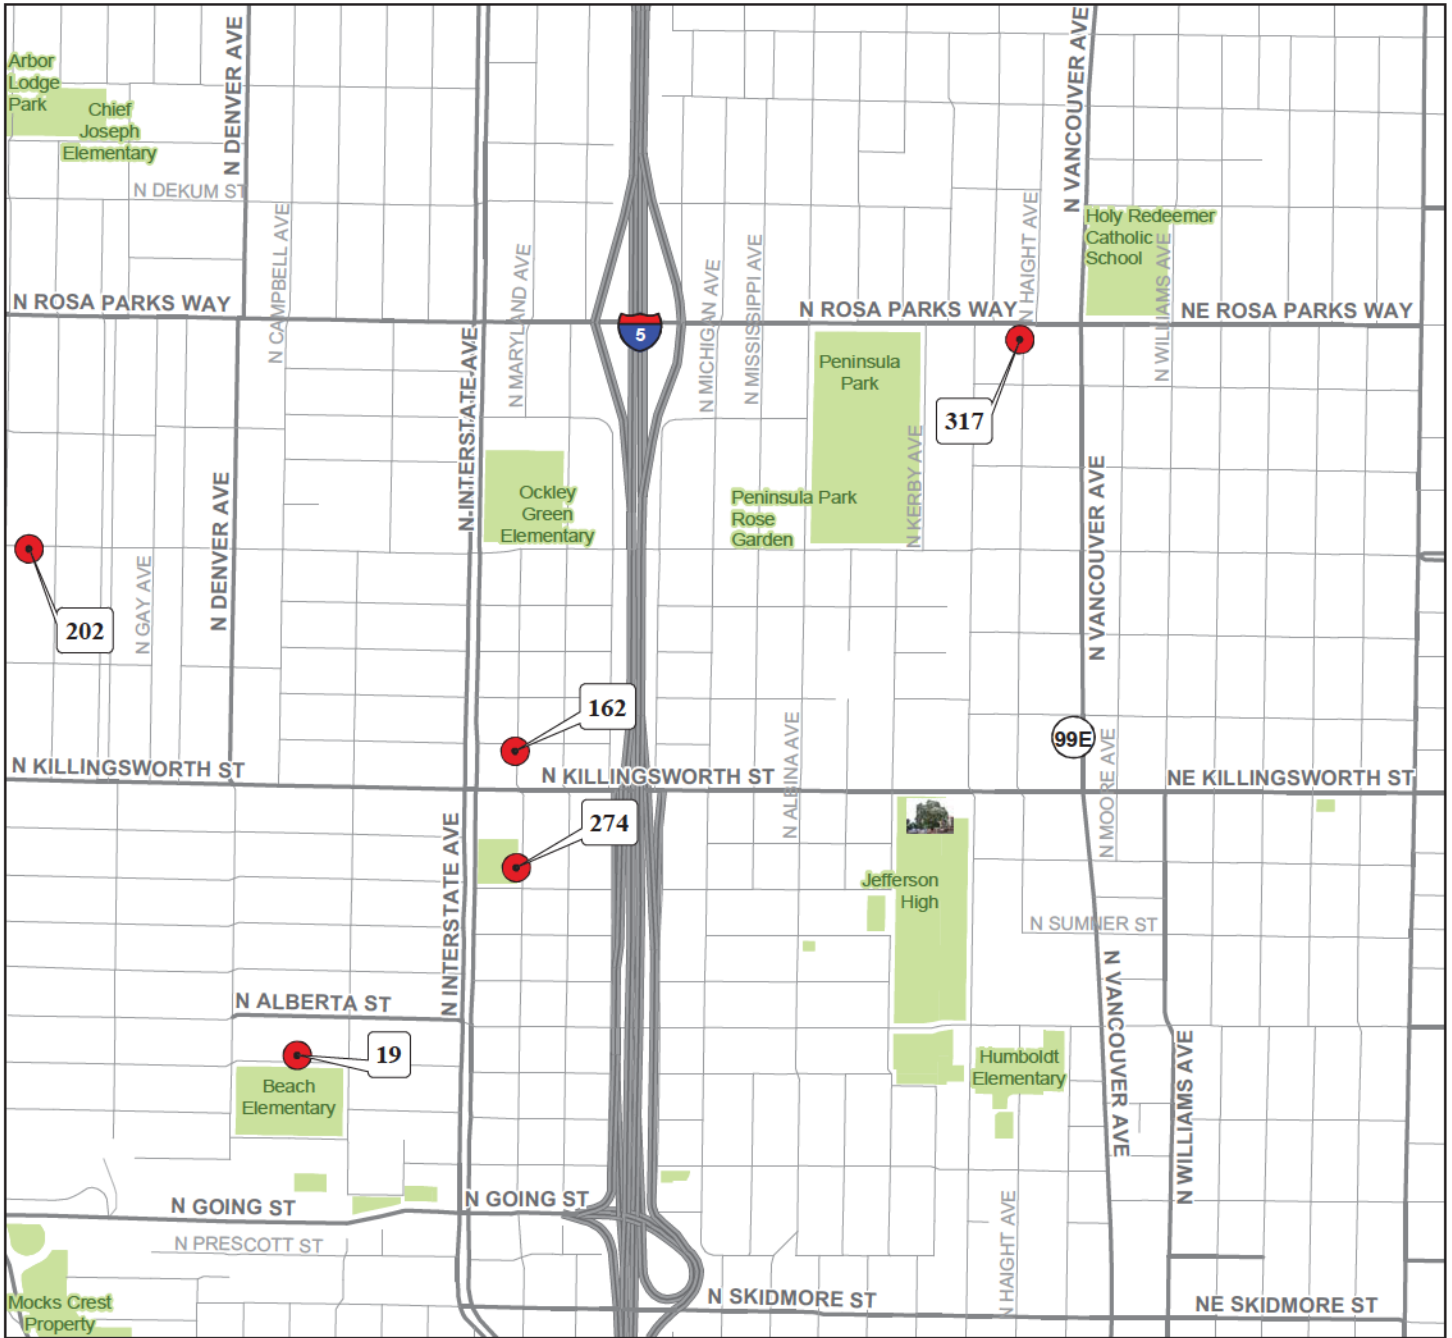 Arbor
Lodge
Park
Chief
Joseph
Elementary
N DENVER AVE
N DEKUM ST
N CAMPBELL AVE
N ROSA PARKS WAY
N INTERSTATE AVE
N MARYLAND AVE
5
N MICHIGAN AVE
N MISSISSIPPI AVE
N ROSA PARKS WAY
N HAIGHT AVE
N VANCOUVER AVE
Holy Redeemer
Catholic
School
N WILLIAMS AVE
NE ROSA PARKS WAY
Peninsula
Park
317
N KERBY AVE
Ockley
Green
Elementary
Peninsula Park
Rose
Garden
N VANCOUVER AVE
N DENVER AVE
N GAY AVE
202
162
99E
N KILLINGSWORTH ST
N KILLINGSWORTH ST
N ALBINA AVE
N MOORE AVE
NE KILLINGSWORTH ST
274
N INTERSTATE AVE
Jefferson
High
N SUMNER ST
N ALBERTA ST
19
Beach
Elementary
Humboldt
Elementary
N VANCOUVER AVE
N WILLIAMS AVE
N GOING ST
N GOING ST
N PRESCOTT ST
N HAIGHT AVE
Mocks Crest
Property
N SKIDMORE ST
NE SKIDMORE ST